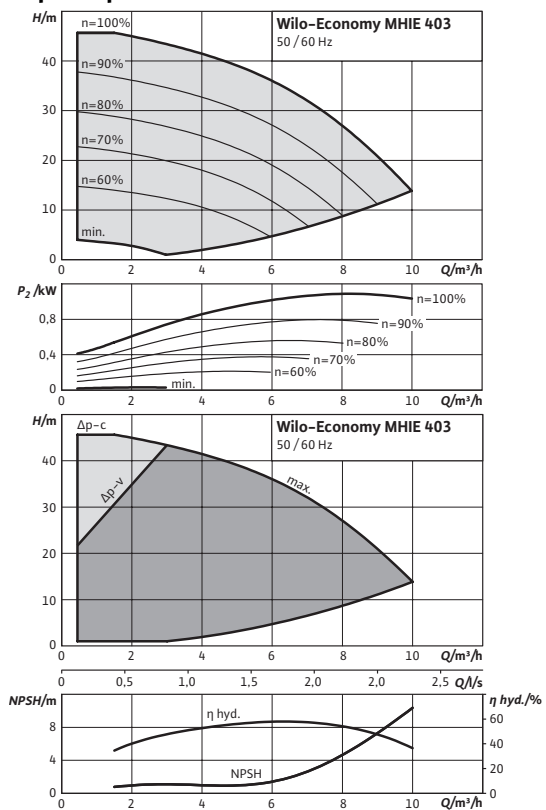 H/m
n=100%
Wilo-Economy MHIE 403
50 / 60 Hz
40
n=90%
30
n=80%
n=70%
20
n=60%
10
min.
0
0 2 4 6 8 10 Q/m³/h
P2 /kW
n=100%
0,8
n=90%
n=80%
0,4
n=70%
n=60%
min.
0
0 2 4 6 8 10 Q/m³/h
H/m
Δp-c
Wilo-Economy MHIE 403
50 / 60 Hz
40
Δp-v
max.
30
20
10
0
0 2 4 6 8 10 Q/m³/h
0 0,5 1,0 1,5 2,0 2,0 2,5 Q/l/s
NPSH/m
η hyd./%
η hyd.
8
60
4
40
NPSH
20
0
0
0 2 4 6 8 10 Q/m³/h